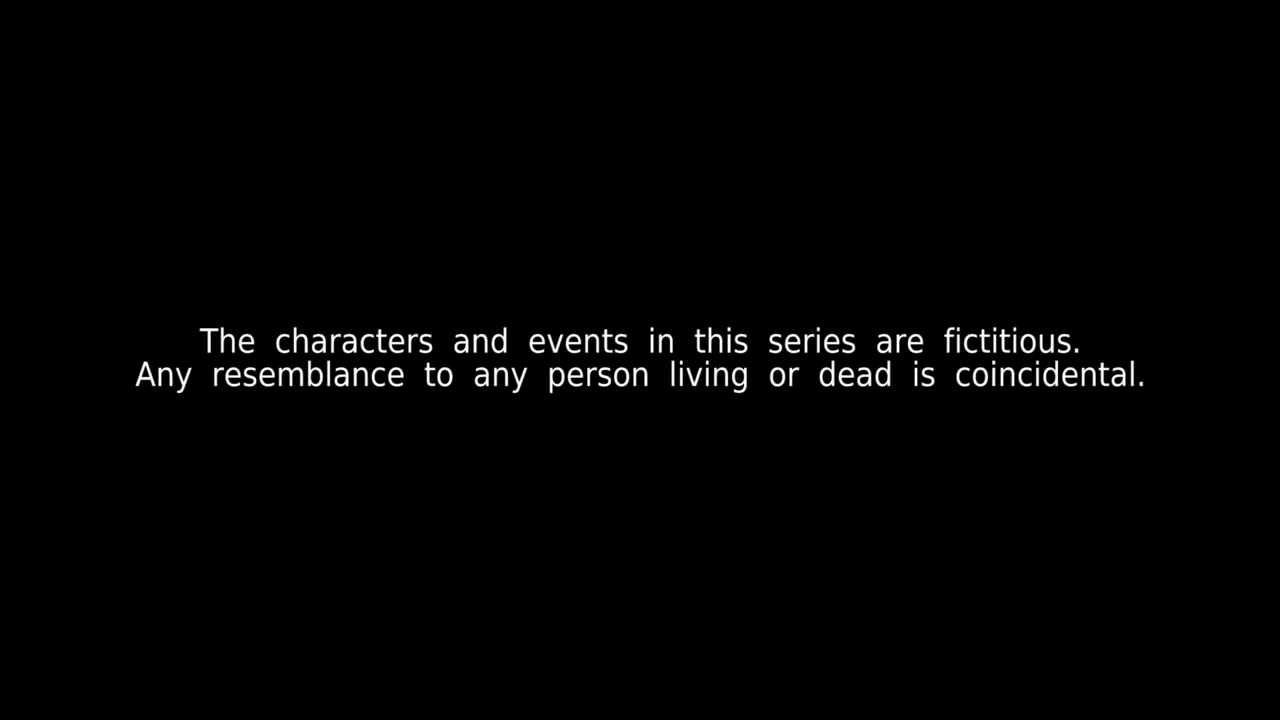 The characters and events in this series are fictitious.
Any resemblance to any person living or dead is coincidental.